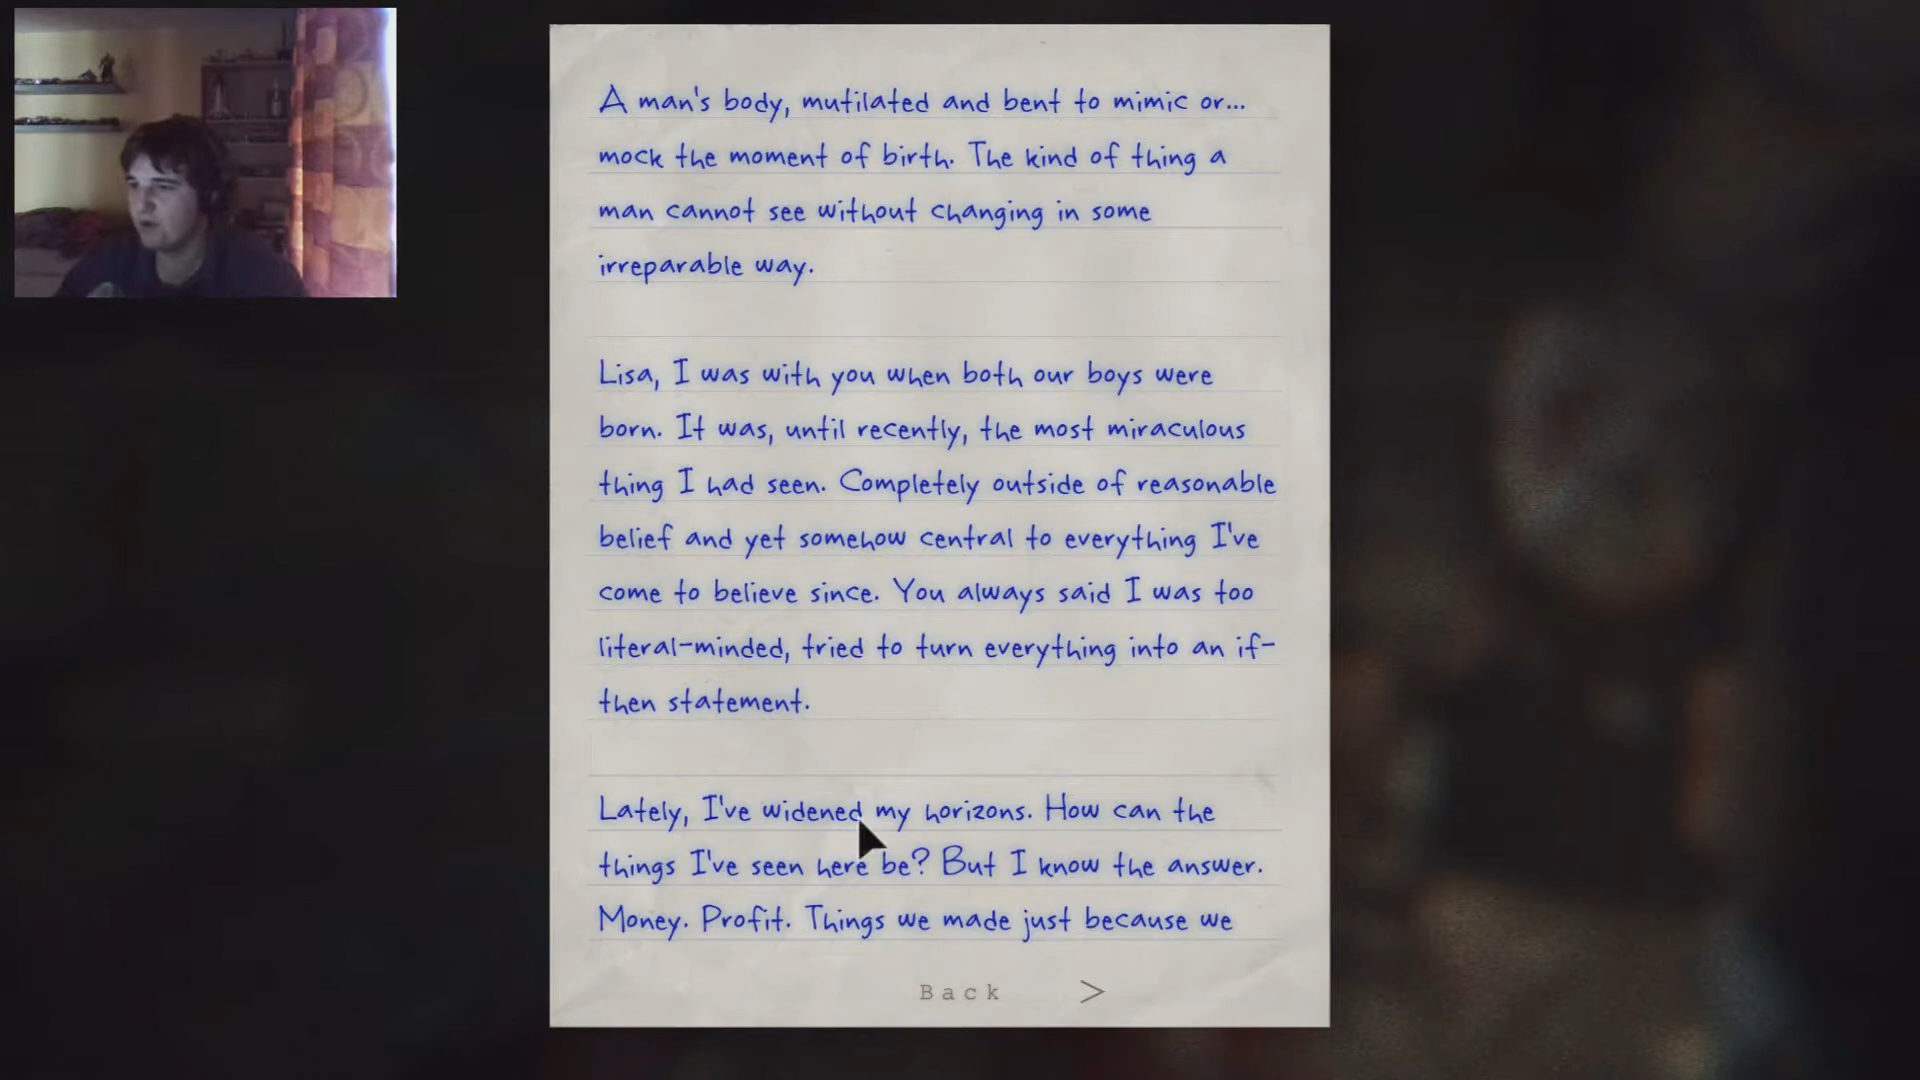 A man's body, mutilated and bent to mimic or...
mock the moment of birth. The kind of thing a
man cannot see without changing in some
irreparable way.
Lisa, I was with you when both our boys were
born. It was, until recently, the most miraculous
thing I had seen. Completely outside of reasonable
belief and yet somehow central to everything I've
come to believe since. You always said I was too
literal-minded, tried to turn everything into an if-
then statement.
Lately, I've widened my horizons. How can the
things I've seen here be? But I know the answer.
Money. Profit. Things we made just because we
Back >